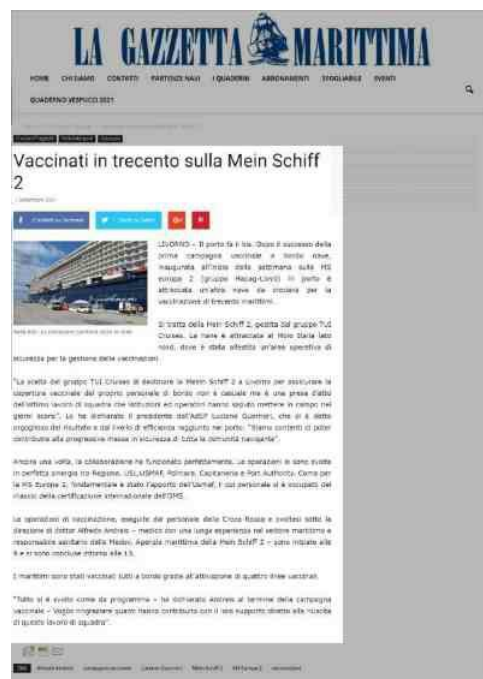 LA GAZZETTA MARITTIMA
HOME CHI SIAMO CONTATTI PARTENZE NAVI I QUADERNI ABBONAMENTI SFOGLIABILE EVENTI
QUADERNO VESPUCCI 2021
Vaccinati in trecento sulla Mein Schiff
2
LIVORNO – Il porto fa il bis. Dopo il successo della
prima campagna vaccinale a bordo nave,
inaugurata all'inizio della settimana sulla MS
europa 2 (gruppo Hapag-Lloyd) in porto è
attraccata un'altra nave da crociera per la
vaccinazione di trecento marittimi.
Si tratta della Mein Schiff 2, gestita dal gruppo TUI
Cruises. La nave è attraccata al Molo Italia lato
nord, dove è stata allestita un'area operativa di
sicurezza per la gestione delle vaccinazioni
"La scelta del gruppo TUI Cruises di destinare la Mein Schiff 2 a Livorno per assicurare la
copertura vaccinale del proprio personale di bordo non è casuale ma è una presa d'atto
dell'ottimo lavoro di squadra che istituzioni ed operatori hanno saputo mettere in campo nei
giorni scorsi". Lo ha dichiarato il presidente dell'AdSP Luciano Guerrieri, che si è detto
orgoglioso del risultato e dal livello di efficienza raggiunto nel porto: "Siamo contenti di poter
contribuire alla progressiva messa in sicurezza di tutta la comunità navigante".
Ancora una volta, la collaborazione ha funzionato perfettamente. Le operazioni si sono svolte
in perfetta sinergia tra Regione, USL,USMAF, Polmare, Capitaneria e Port Authority. Come per
la MS Europa 2, fondamentale è stato l'apporto dell'Usmaf, il cui personale si è occupato del
rilascio della certificazione internazionale dell'OMS.
Le operazioni di vaccinazione, eseguite dal personale della Croce Rossa e svoltesi sotto la
direzione di dottor Alfredo Andreis – medico con una lunga esperienza nel settore marittimo e
responsabile sanitario della Medov, Agenzia marittima della Mein Schiff 2 – sono iniziate alle
9 e si sono concluse intorno alle 13.
I marittimi sono stati vaccinati tutti a bordo grazie all'attivazione di quattro linee vaccinali.
"Tutto si è svolto come da programma – ha dichiarato Andreis al termine della campagna
vaccinale – Voglio ringraziare quanti hanno contribuito con il loro supporto diretto alla riuscita
di questo lavoro di squadra".